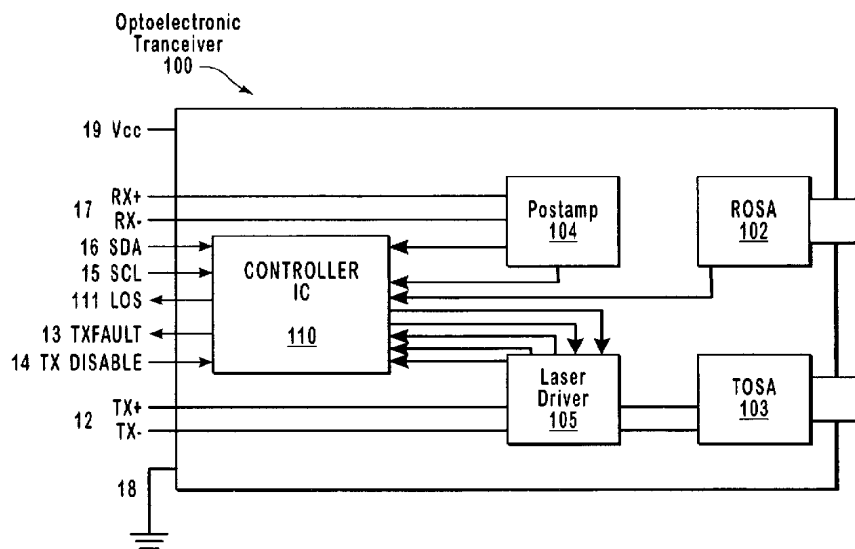 Optoelectronic
Tranceiver
100
19 Vcc
17 RX+
RX-
16 SDA
15 SCL
111 LOS
13 TXFAULT
14 TX DISABLE
12 TX+
TX-
18
Postamp
104
ROSA
102
CONTROLLER
IC
110
Laser
Driver
105
TOSA
103